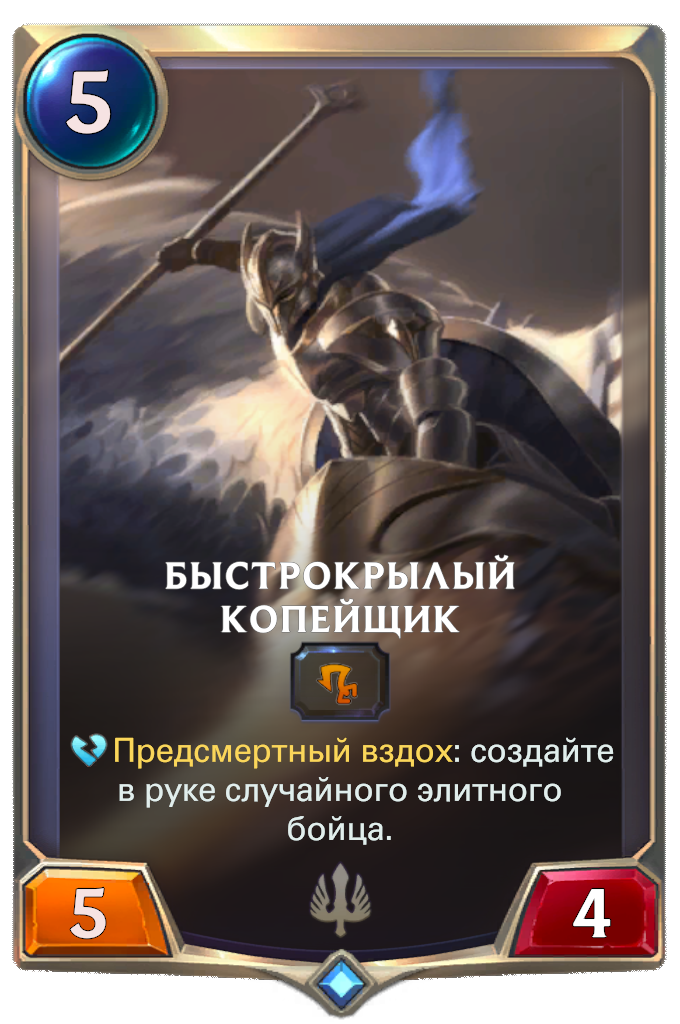 5
БЫСТРОКРЫЛЫЙ
КОПЕЙЩИК
Предсмертный вздох: создайте
в руке случайного элитного
бойца.
5
4